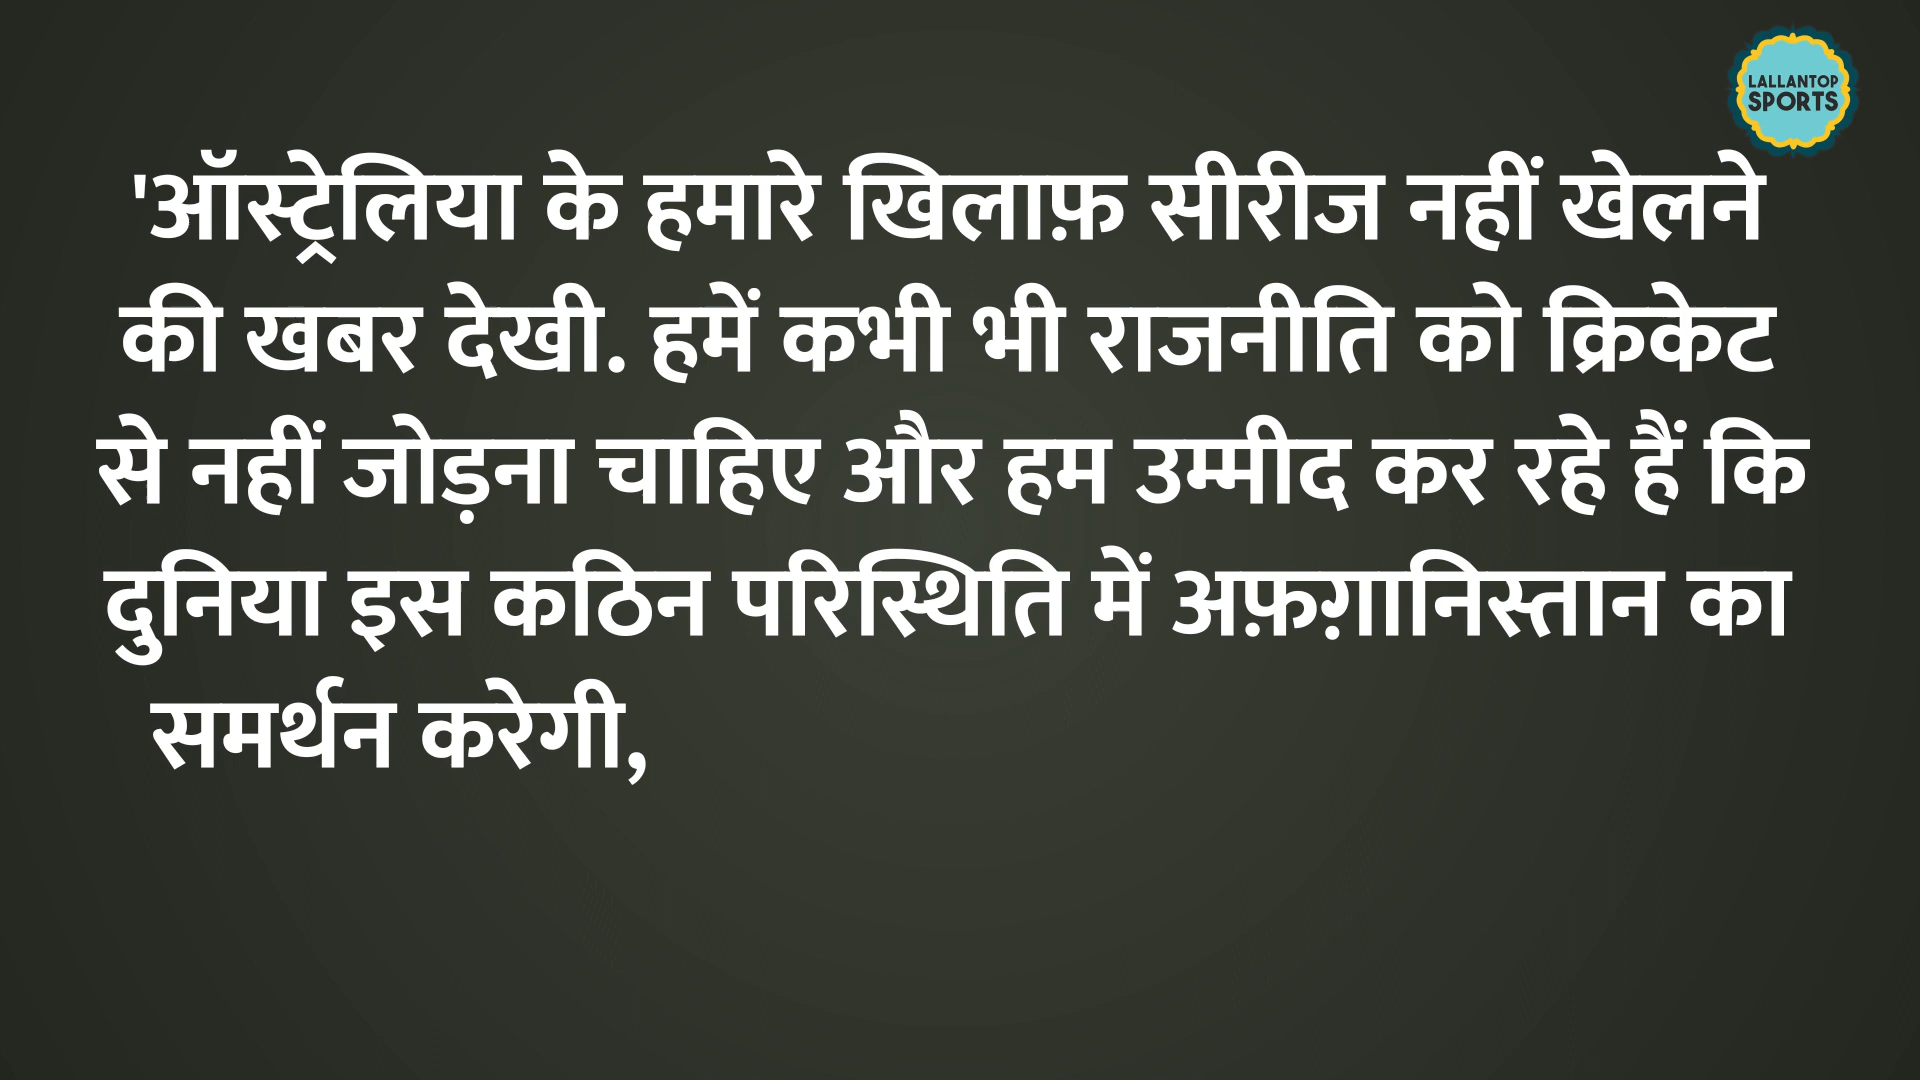 LALLANTOP
SPORTS
'ऑस्ट्रेलिया के हमारे खिलाफ़ सीरीज नहीं खेलने
की खबर देखी. हमें कभी भी राजनीति को क्रिकेट
से नहीं जोड़ना चाहिए और हम उम्मीद कर रहे हैं कि
दुनिया इस कठिन परिस्थिति में अफ़ग़ानिस्तान का
समर्थन करेगी,